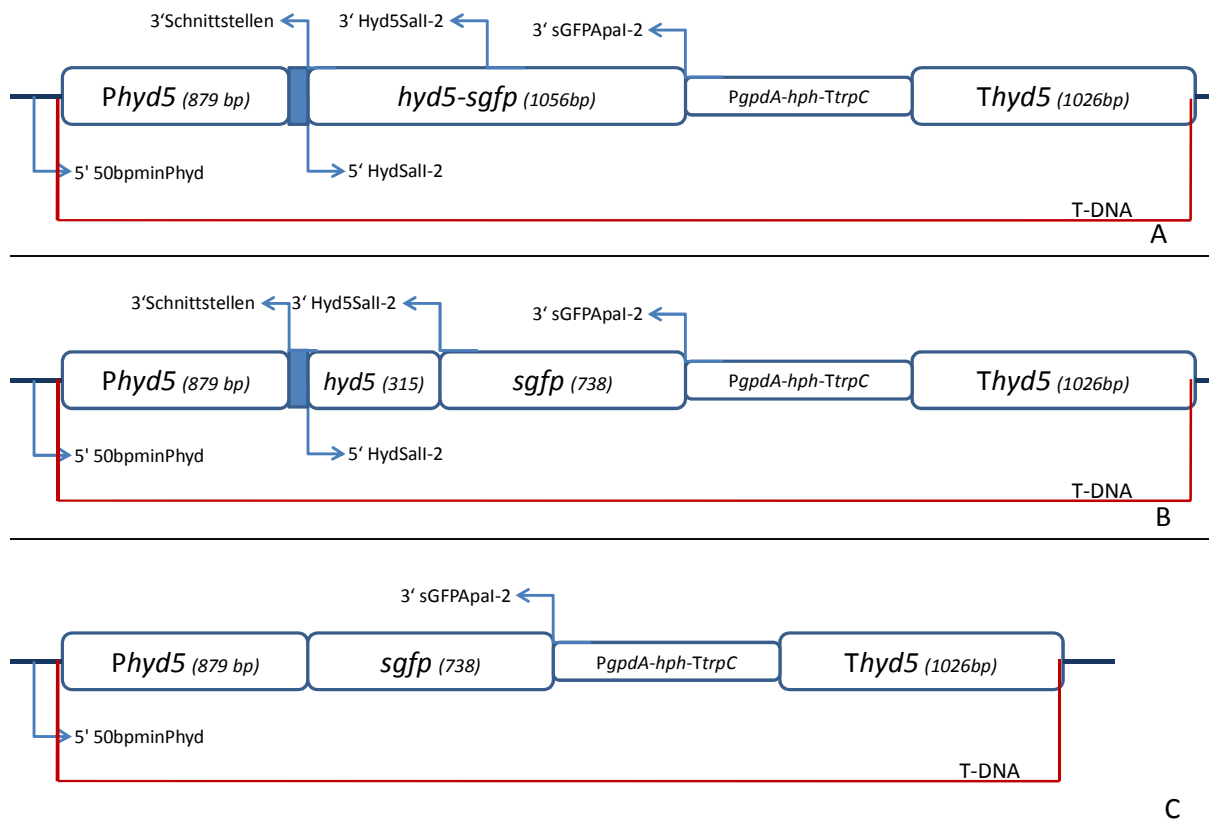 3‘Schnittstellen
3‘ Hyd5SalI-2
3‘ sGFPApaI-2
Phyd5 (879 bp)
hyd5-sgfp (1056bp)
PgpdA-hph-TtrpC
Thyd5 (1026bp)
5' 50bpminPhyd
5‘ HydSalI-2
T-DNA
A
3‘Schnittstellen
3‘ Hyd5SalI-2
3‘ sGFPApaI-2
Phyd5 (879 bp)
hyd5 (315)
sgfp (738)
PgpdA-hph-TtrpC
Thyd5 (1026bp)
5' 50bpminPhyd
5‘ HydSalI-2
T-DNA
B
3‘ sGFPApaI-2
Phyd5 (879 bp)
sgfp (738)
PgpdA-hph-TtrpC
Thyd5 (1026bp)
5' 50bpminPhyd
T-DNA
C